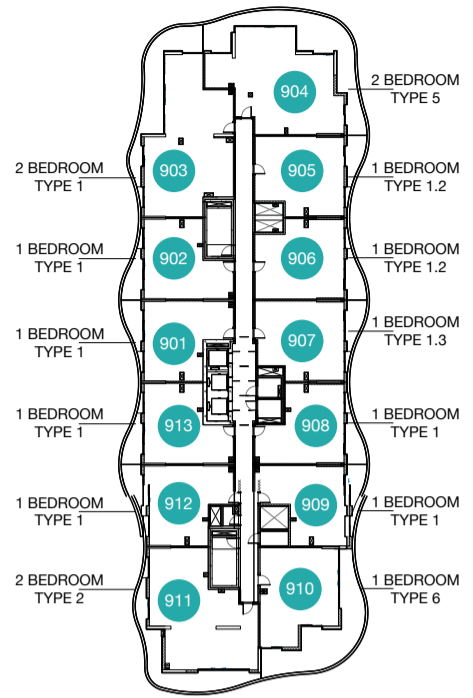 904
2 BEDROOM
TYPE 5
2 BEDROOM
TYPE 1
903
905
1 BEDROOM
TYPE 1.2
1 BEDROOM
TYPE 1
902
906
1 BEDROOM
TYPE 1.2
1 BEDROOM
TYPE 1
901
907
1 BEDROOM
TYPE 1.3
1 BEDROOM
TYPE 1
913
908
1 BEDROOM
TYPE 1
1 BEDROOM
TYPE 1
912
909
1 BEDROOM
TYPE 1
2 BEDROOM
TYPE 2
911
910
1 BEDROOM
TYPE 6